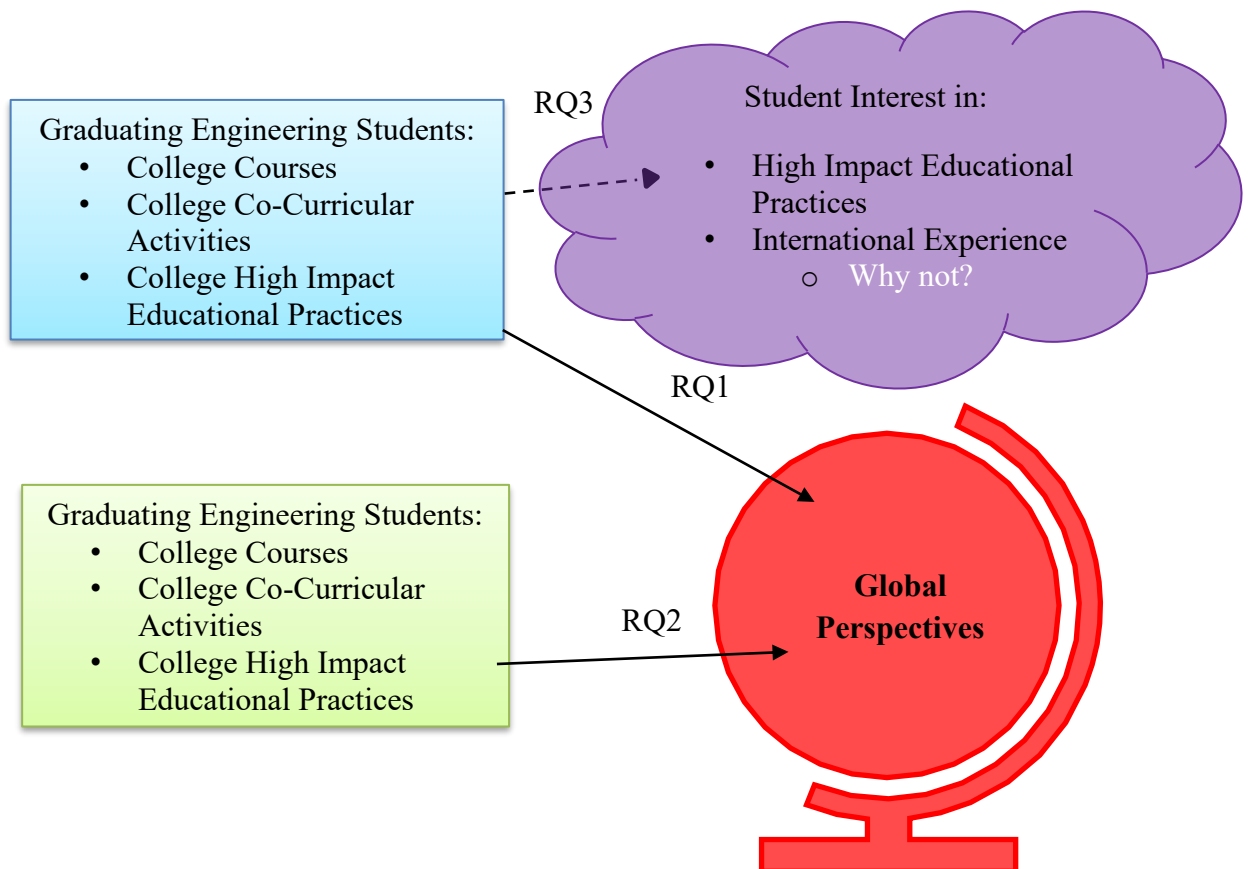 Graduating Engineering Students:
• College Courses
• College Co-Curricular
Activities
• College High Impact
Educational Practices
RQ3
Student Interest in:
• High Impact Educational
Practices
• International Experience
o Why not?
RQ1
Graduating Engineering Students:
• College Courses
• College Co-Curricular
Activities
• College High Impact
Educational Practices
RQ2
Global
Perspectives